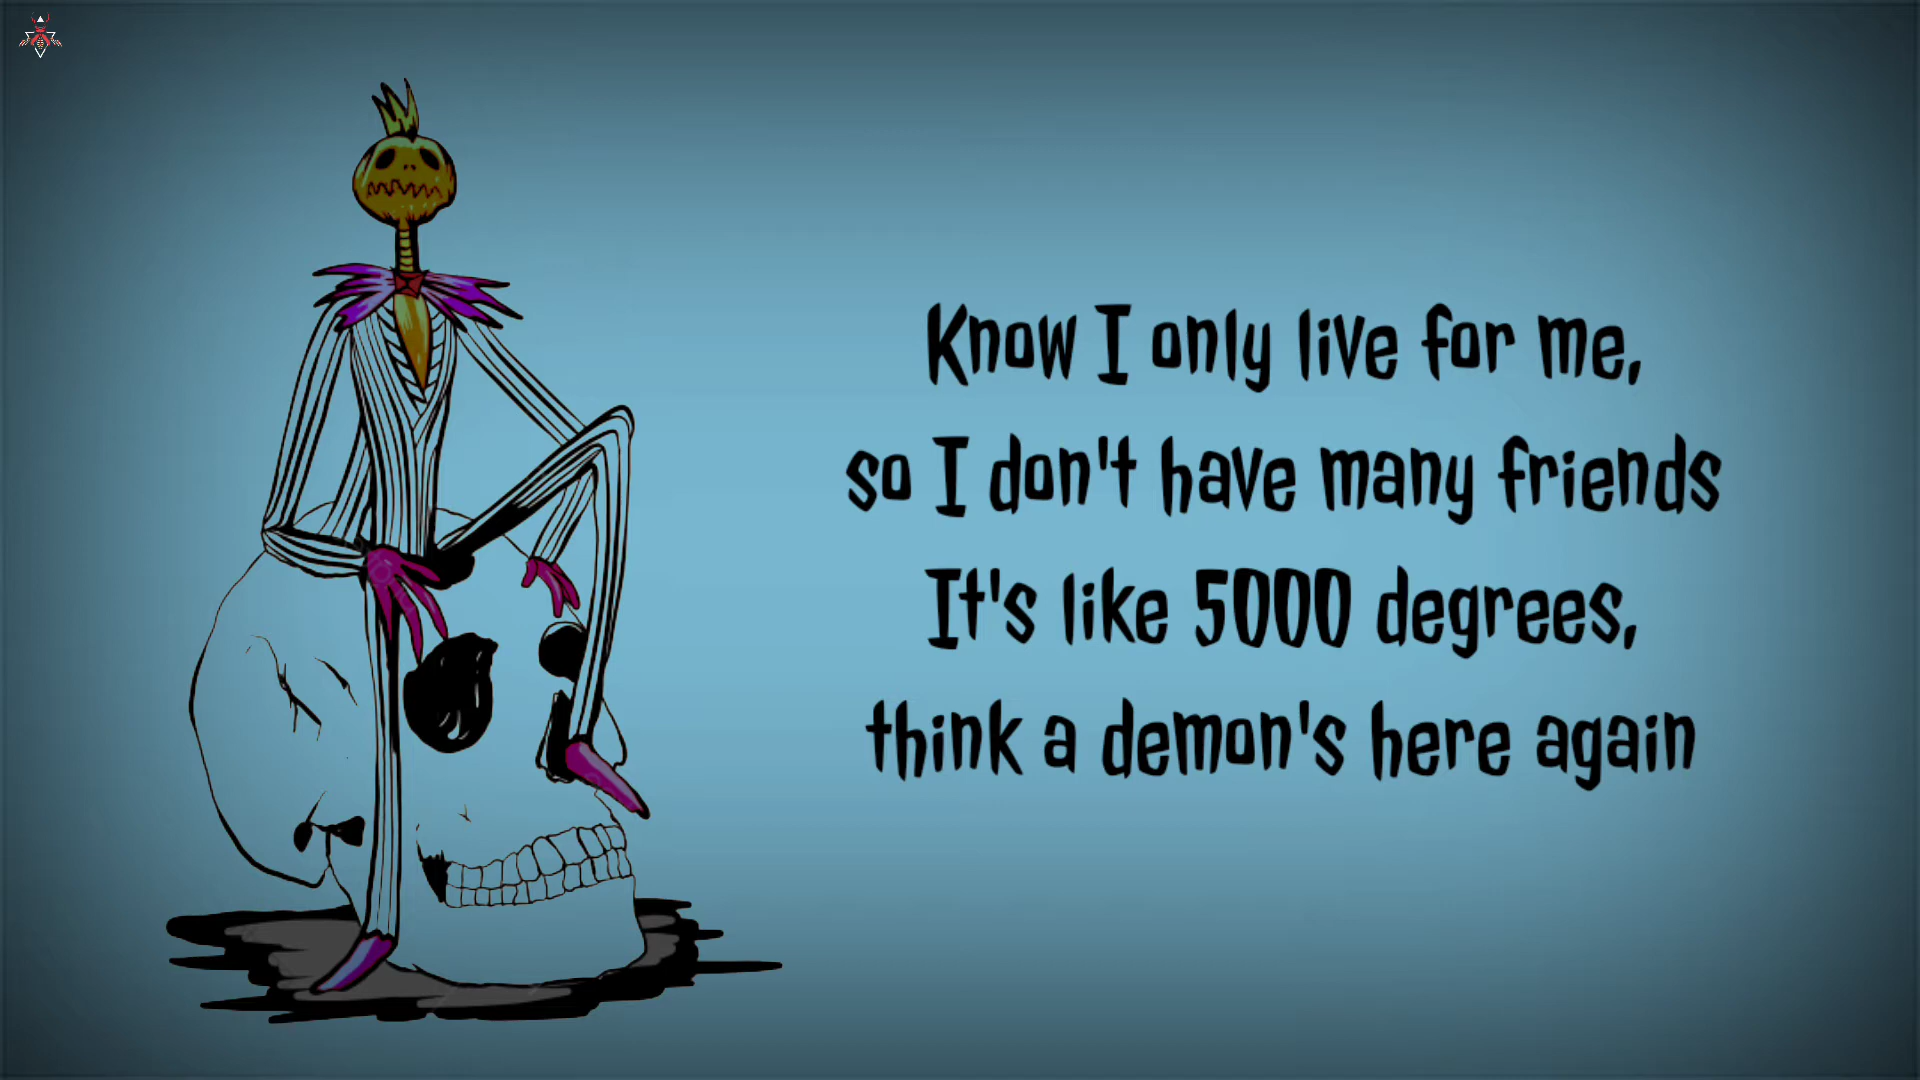 Know I only live for me,
so I don't have many friends
It's like 5000 degrees,
think a demon's here again